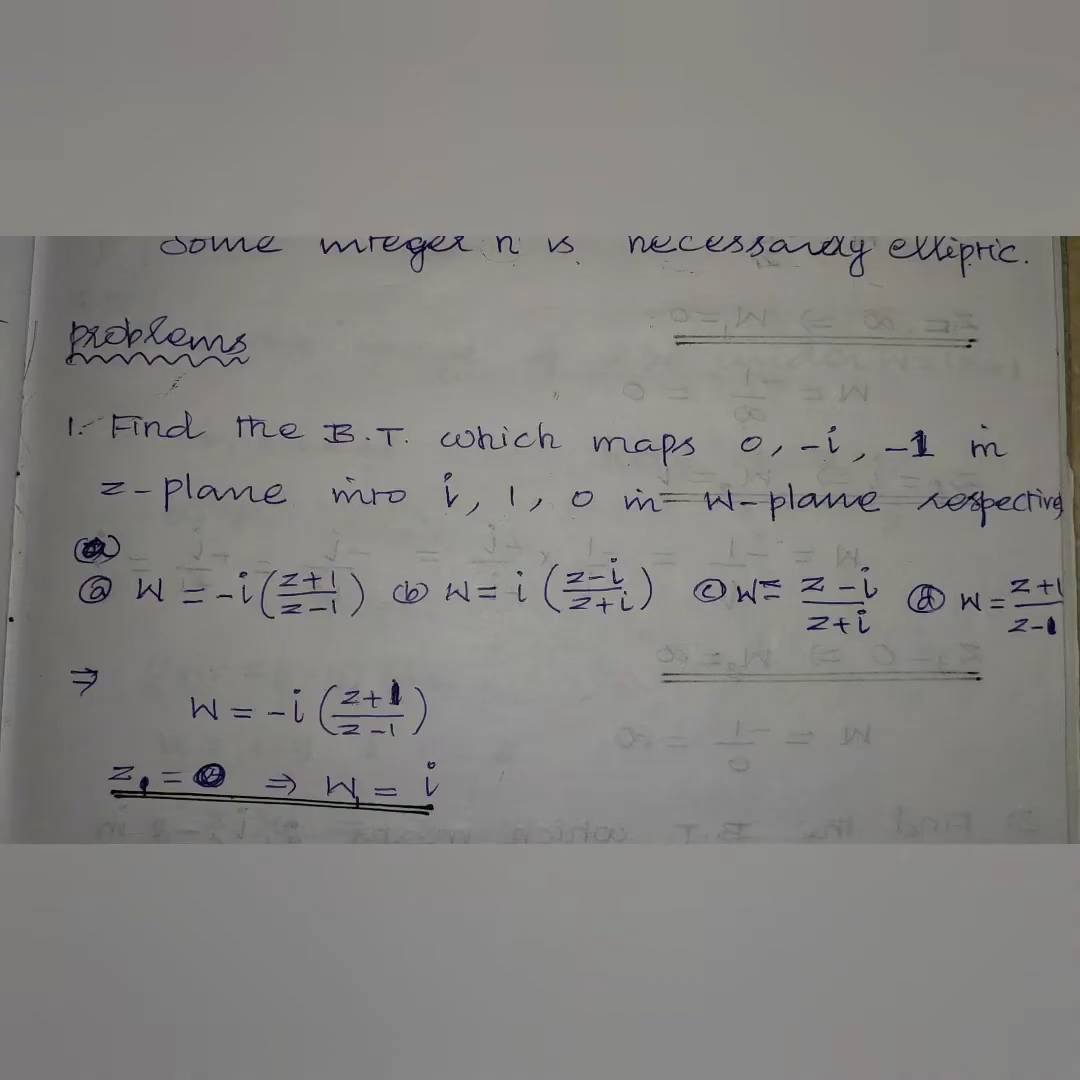 Some integer n is necessarily elliptic.
problems
1. Find the B.T. which maps 0, -i, -1 in
z-plane into i, 1, 0 in W-plane respecting
(a) W = -i(z+1/z-1) (b) W = i(z-i/z+i) (c) W = z-i/z+i (d) W = z+1/z-1
⇒
W = -i(z+1/z-1)
z₁ = 0 ⇒ W₁ = i